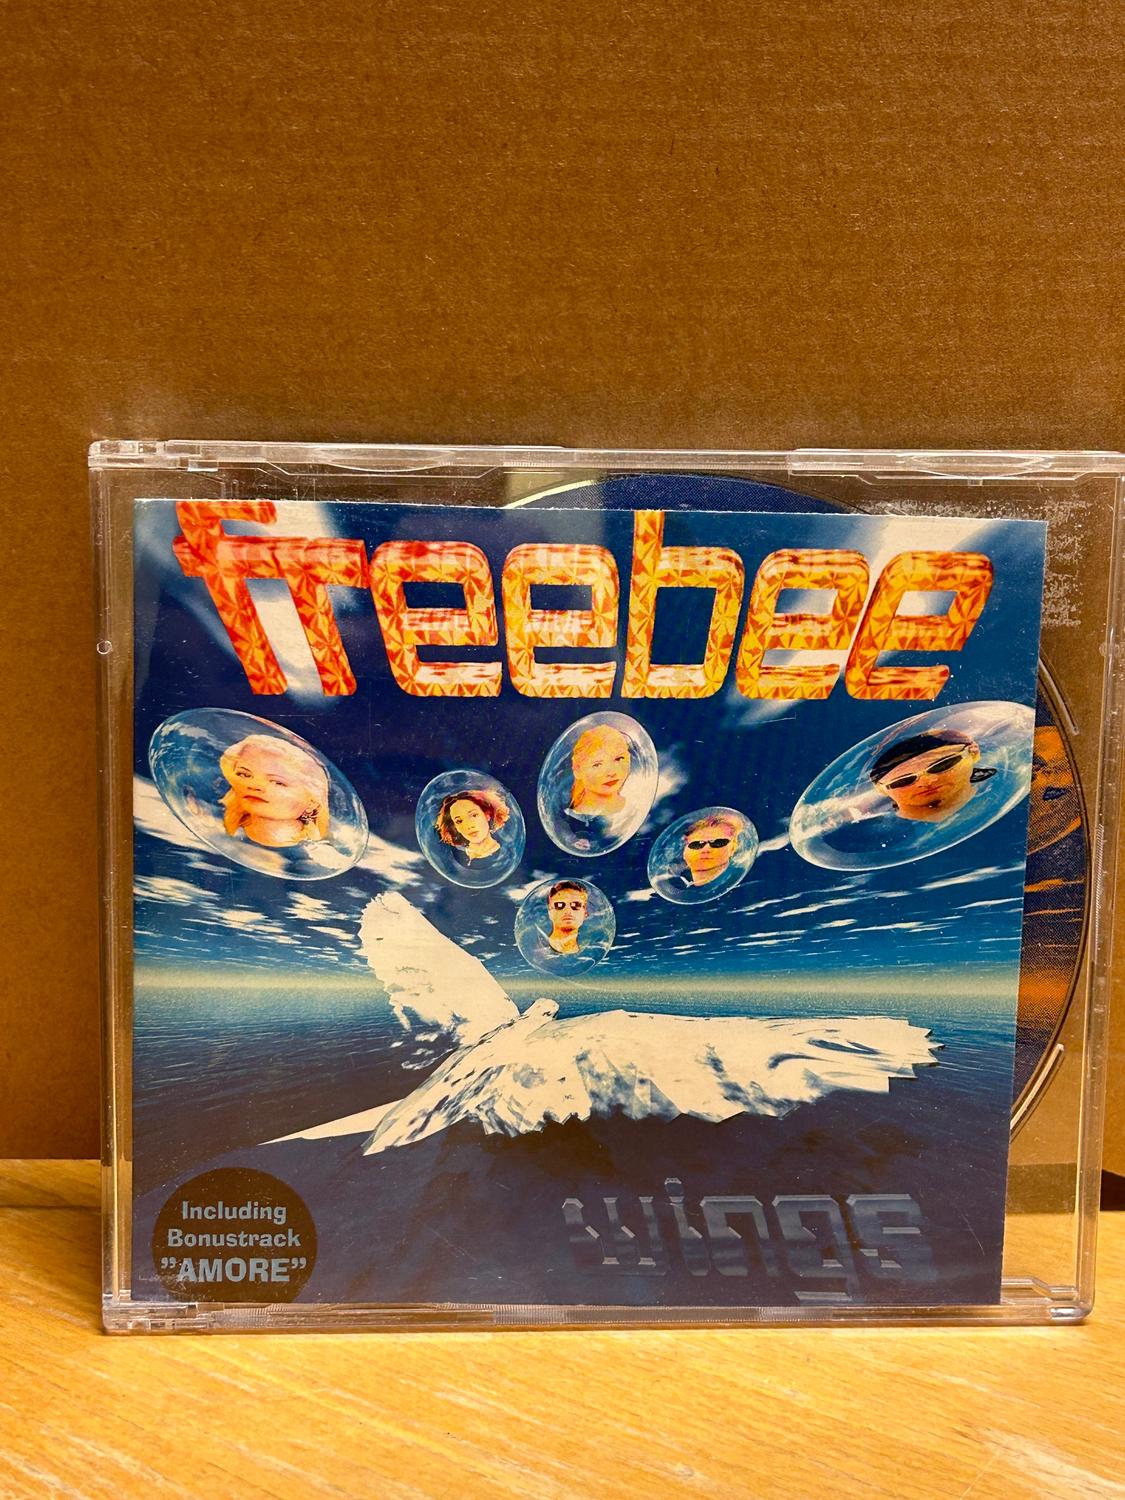 freebee
Including
Bonustrack
”AMORE”
wings